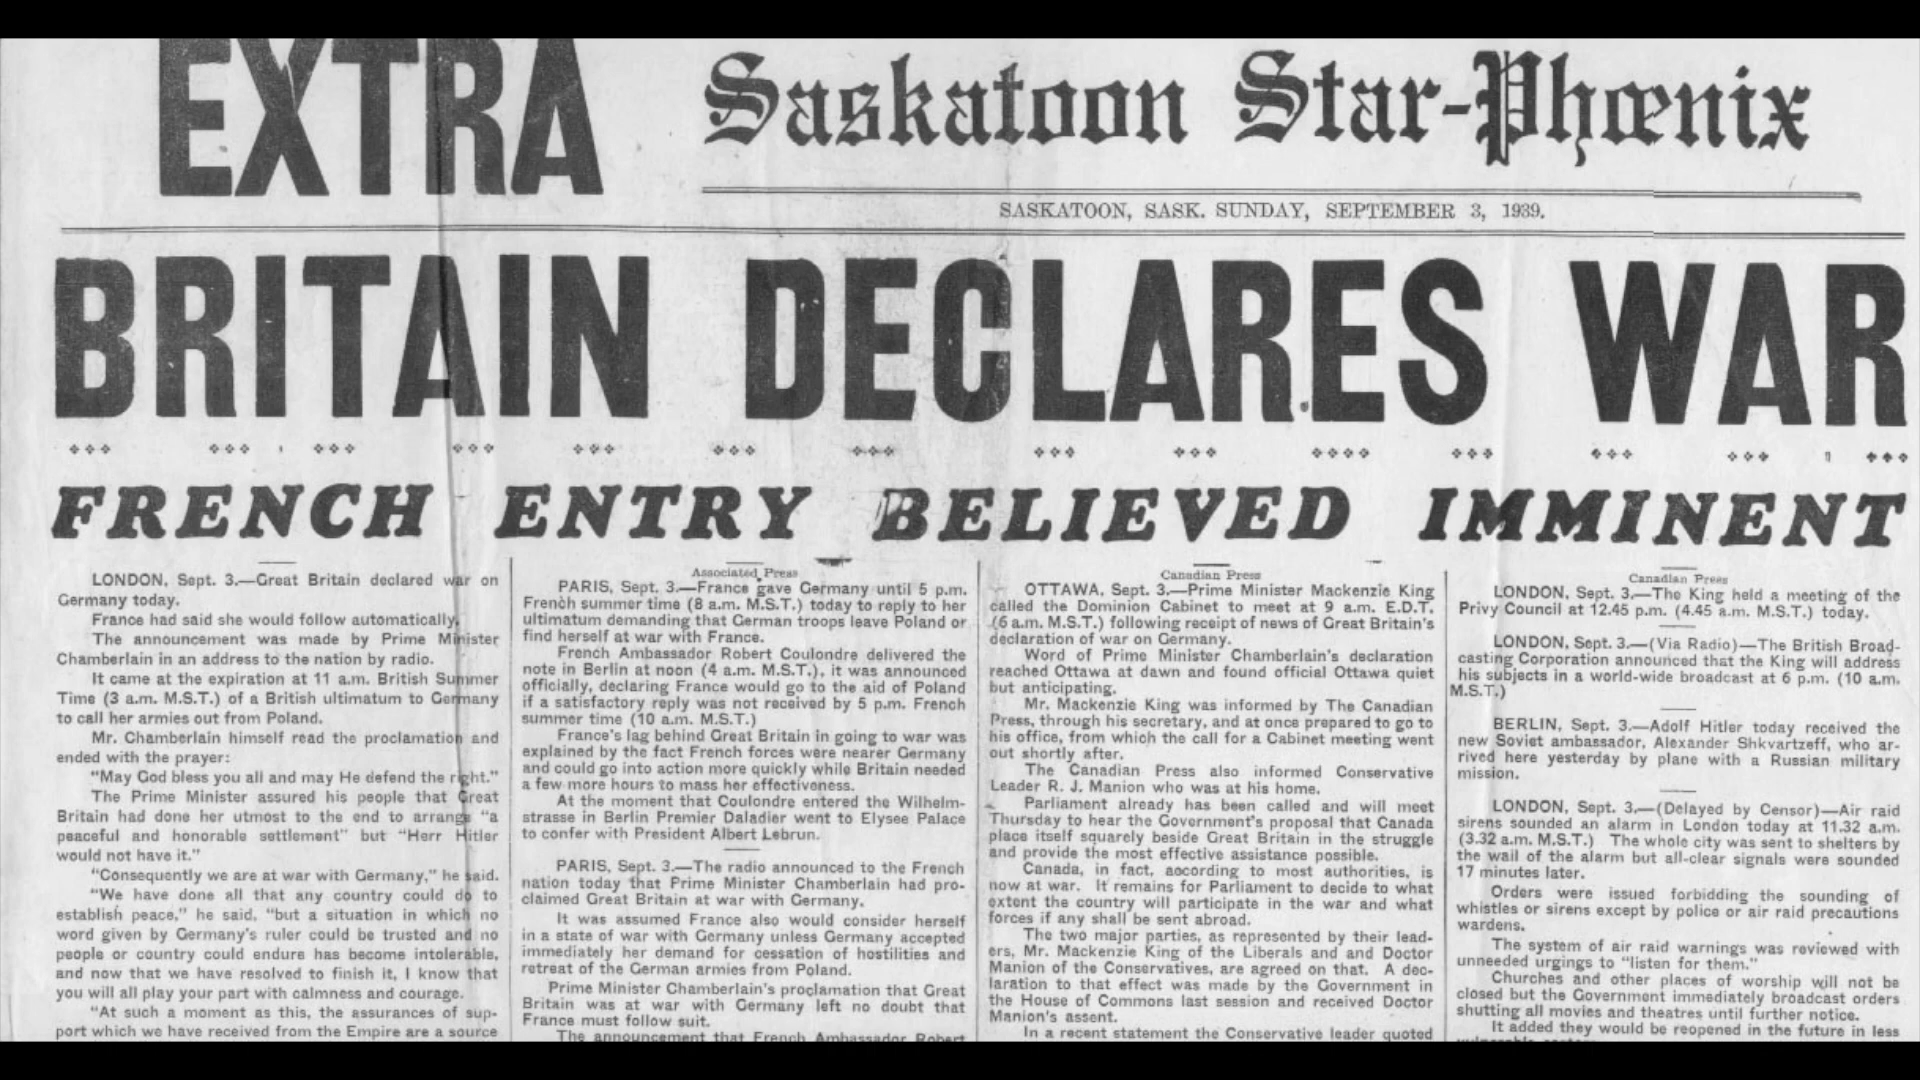 EXTRA
Saskatoon Star-Phœnix
SASKATOON, SASK. SUNDAY, SEPTEMBER 3, 1939.
BRITAIN DECLARES WAR
FRENCH ENTRY BELIEVED IMMINENT
LONDON, Sept. 3.—Great Britain declared war on
Germany today.
France had said she would follow automatically.
The announcement was made by Prime Minister
Chamberlain in an address to the nation by radio.
It came at the expiration at 11 a.m. British Summer
Time (3 a.m. M.S.T.) of a British ultimatum to Germany
to call her armies out from Poland.
Mr. Chamberlain himself read the proclamation and
ended with the prayer:
"May God bless you all and may He defend the right."
The Prime Minister assured his people that Great
Britain had done her utmost to the end to arrange "a
peaceful and honorable settlement" but "Herr Hitler
would not have it."
"Consequently we are at war with Germany," he said.
"We have done all that any country could do to
establish peace," he said, "but a situation in which no
word given by Germany's ruler could be trusted and no
people or country could endure has become intolerable,
and now that we have resolved to finish it, I know that
you will all play your part with calmness and courage.
"At such a moment as this, the assurances of sup-
port which we have received from the Empire are a source
Associated Press
PARIS, Sept. 3.—France gave Germany until 5 p.m.
French summer time (8 a.m. M.S.T.) today to reply to her
ultimatum demanding that German troops leave Poland or
find herself at war with France.
French Ambassador Robert Coulondre delivered the
note in Berlin at noon (4 a.m. M.S.T.), it was announced
officially, declaring France would go to the aid of Poland
if a satisfactory reply was not received by 5 p.m. French
summer time (10 a.m. M.S.T.)
France's lag behind Great Britain in going to war was
explained by the fact French forces were nearer Germany
and could go into action more quickly while Britain needed
a few more hours to mass her effectiveness.
At the moment that Coulondre entered the Wilhelm-
strasse in Berlin Premier Daladier went to Elysee Palace
to confer with President Albert Lebrun.
PARIS, Sept. 3.—The radio announced to the French
nation today that Prime Minister Chamberlain had pro-
claimed Great Britain at war with Germany.
It was assumed France also would consider herself
in a state of war with Germany unless Germany accepted
immediately her demand for cessation of hostilities and
retreat of the German armies from Poland.
Prime Minister Chamberlain's proclamation that Great
Britain was at war with Germany left no doubt that
France must follow suit.
The announcement that French Ambassador Robert
Canadian Press
OTTAWA, Sept. 3.—Prime Minister Mackenzie King
called the Dominion Cabinet to meet at 9 a.m. E.D.T.
(6 a.m. M.S.T.) following receipt of news of Great Britain's
declaration of war on Germany.
Word of Prime Minister Chamberlain's declaration
reached Ottawa at dawn and found official Ottawa quiet
but anticipating.
Mr. Mackenzie King was informed by The Canadian
Press, through his secretary, and at once prepared to go to
his office, from which the call for a Cabinet meeting went
out shortly after.
The Canadian Press also informed Conservative
Leader R. J. Manion who was at his home.
Parliament already has been called and will meet
Thursday to hear the Government's proposal that Canada
place itself squarely beside Great Britain in the struggle
and provide the most effective assistance possible.
Canada, in fact, according to most authorities, is
now at war. It remains for Parliament to decide to what
extent the country will participate in the war and what
forces if any shall be sent abroad.
The two major parties, as represented by their lead-
ers, Mr. Mackenzie King of the Liberals and and Doctor
Manion of the Conservatives, are agreed on that. A dec-
laration to that effect was made by the Government in
the House of Commons last session and received Doctor
Manion's assent.
In a recent statement the Conservative leader quoted
Canadian Press
LONDON, Sept. 3.—The King held a meeting of the
Privy Council at 12.45 p.m. (4.45 a.m. M.S.T.) today.
LONDON, Sept. 3.—(Via Radio)—The British Broad-
casting Corporation announced that the King will address
his subjects in a world-wide broadcast at 6 p.m. (10 a.m.
M.S.T.)
BERLIN, Sept. 3.—Adolf Hitler today received the
new Soviet ambassador, Alexander Shkvartzeff, who ar-
rived here yesterday by plane with a Russian military
mission.
LONDON, Sept. 3.—(Delayed by Censor)—Air raid
sirens sounded an alarm in London today at 11.32 a.m.
(3.32 a.m. M.S.T.) The whole city was sent to shelters by
the wail of the alarm but all-clear signals were sounded
17 minutes later.
Orders were issued forbidding the sounding of
whistles or sirens except by police or air raid precautions
wardens.
The system of air raid warnings was reviewed with
unneeded urgings to "listen for them."
Churches and other places of worship will not be
closed but the Government immediately broadcast orders
shutting all movies and theatres until further notice.
It added they would be reopened in the future in less